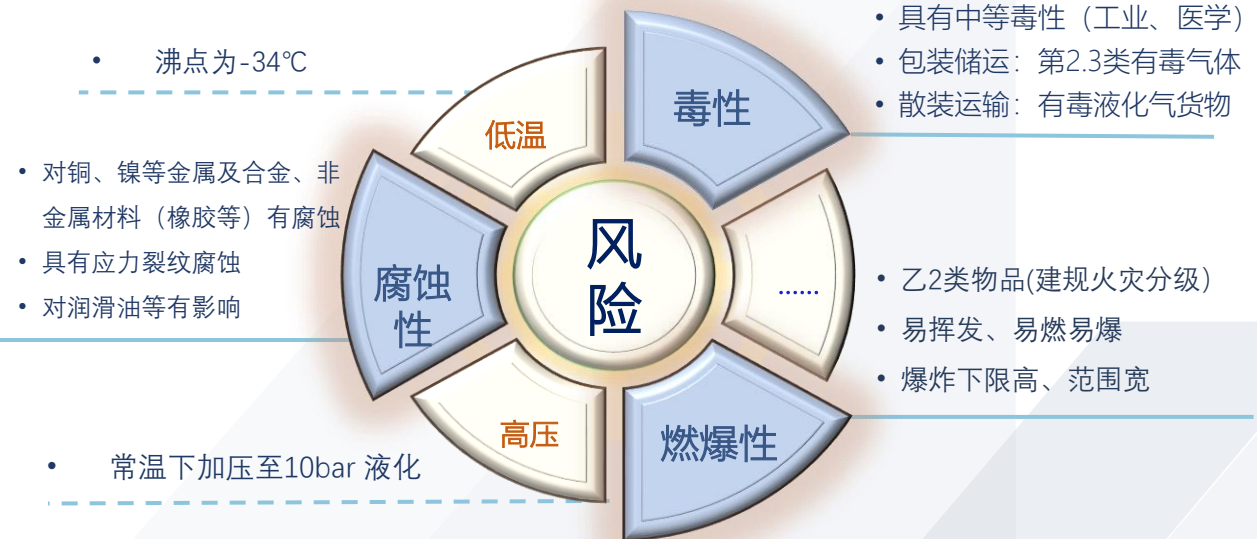 • 沸点为-34℃
• 具有中等毒性（工业、医学）
• 包装储运：第2.3类有毒气体
• 散装运输：有毒液化气货物
低温
毒性
• 对铜、镍等金属及合金、非
金属材料（橡胶等）有腐蚀
• 具有应力裂纹腐蚀
• 对润滑油等有影响
腐蚀
性
风
险
......
• 乙2类物品(建规火灾分级）
• 易挥发、易燃易爆
• 爆炸下限高、范围宽
高压
燃爆性
• 常温下加压至10bar 液化